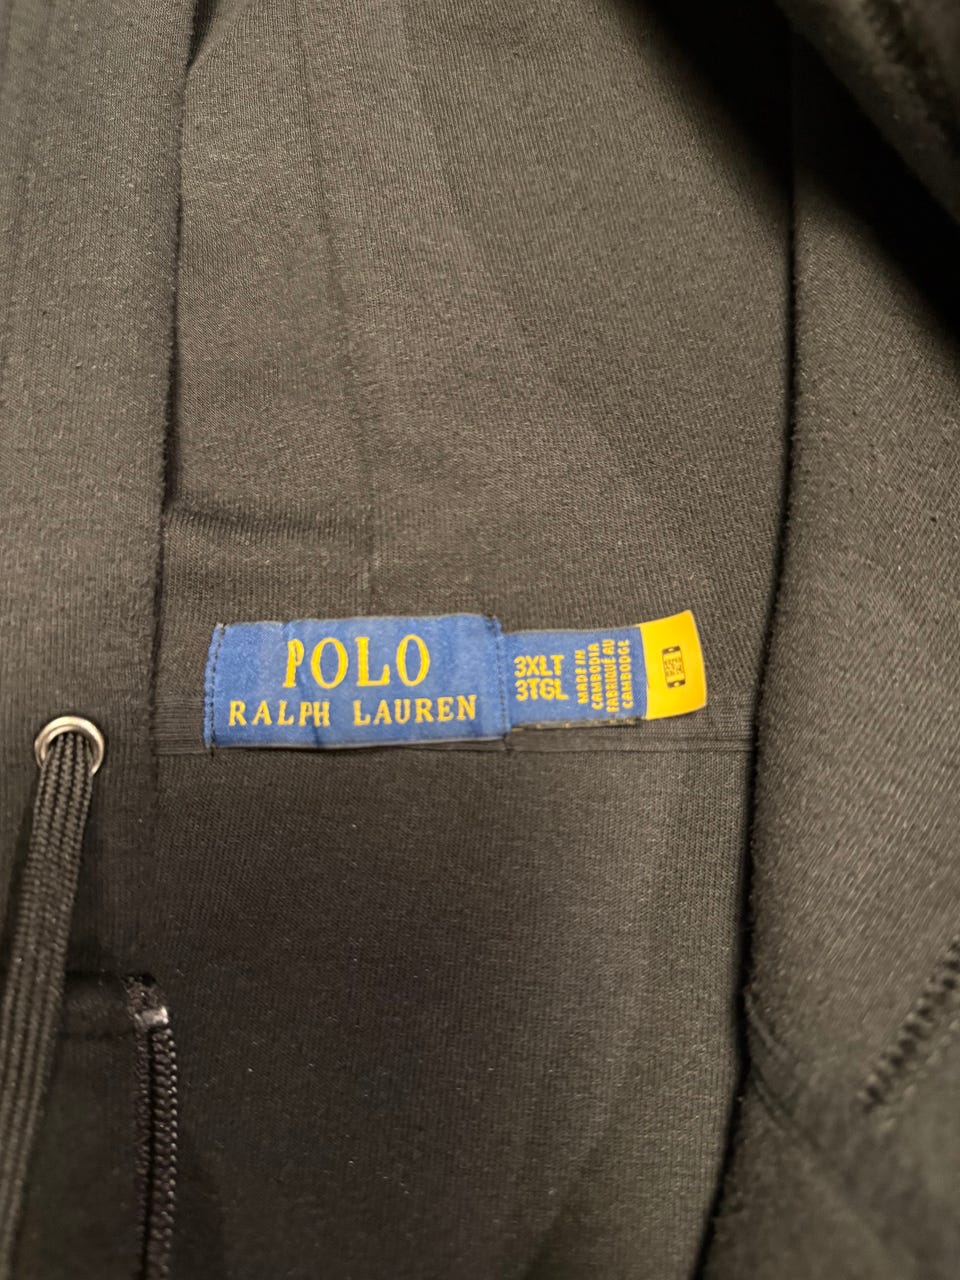 POLO
RALPH LAUREN
3XLT
3TGL
MADE IN
CAMBODIA
FABRIQUÉ AU
CAMBODGE